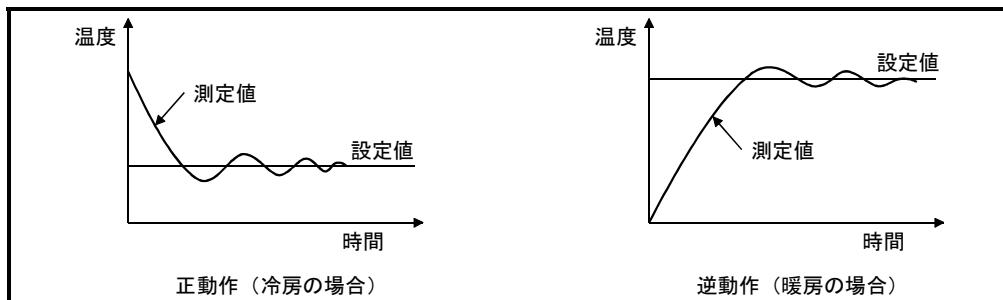 温度
測定値
設定値
時間
正動作（冷房の場合）
温度
設定値
測定値
時間
逆動作（暖房の場合）